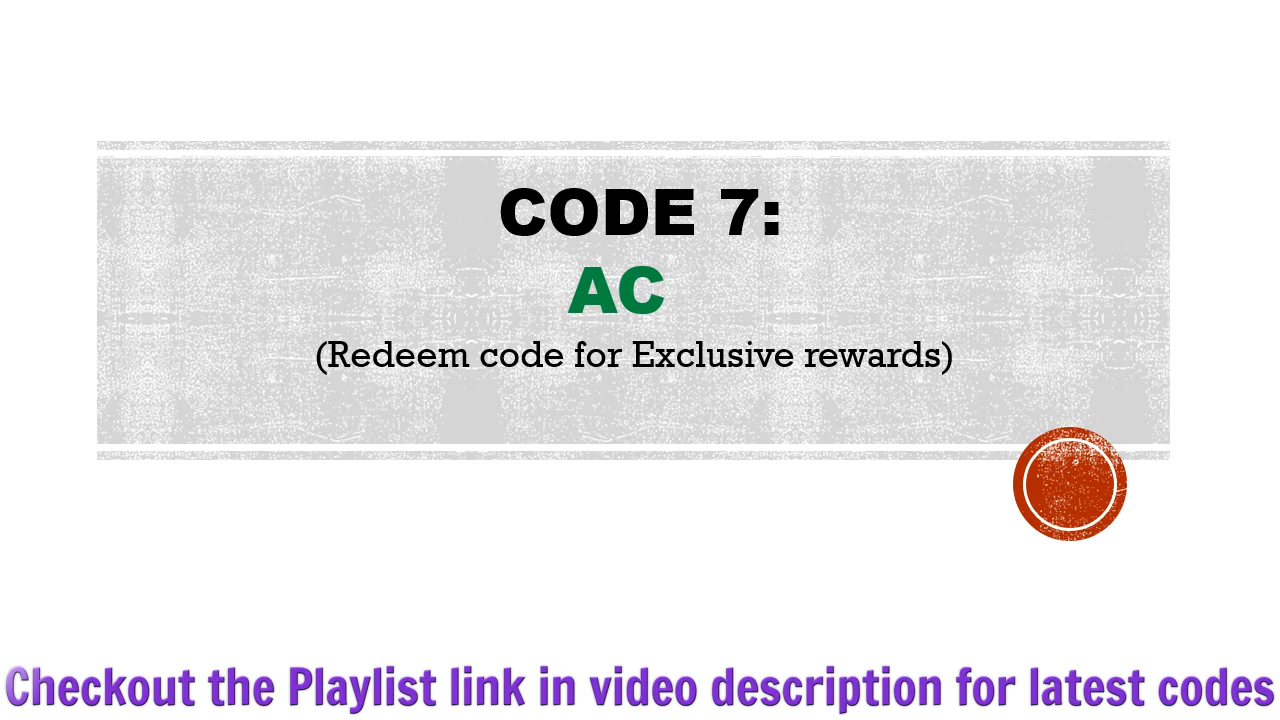 CODE 7:
AC
(Redeem code for Exclusive rewards)
Checkout the Playlist link in video description for latest codes